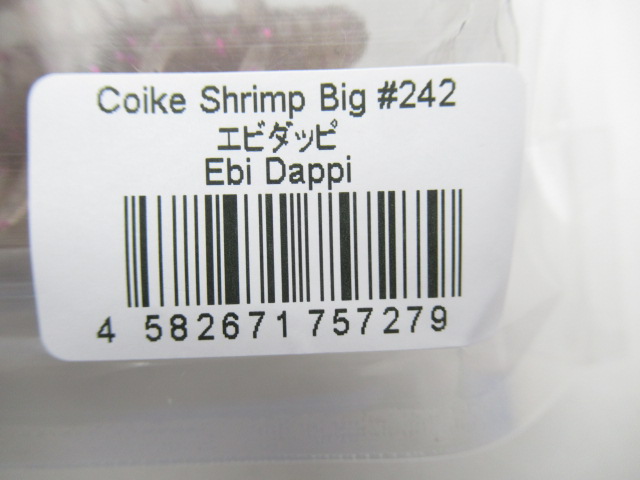 Coike Shrimp Big #242
エビダッピ
Ebi Dappi
4 582671 757279